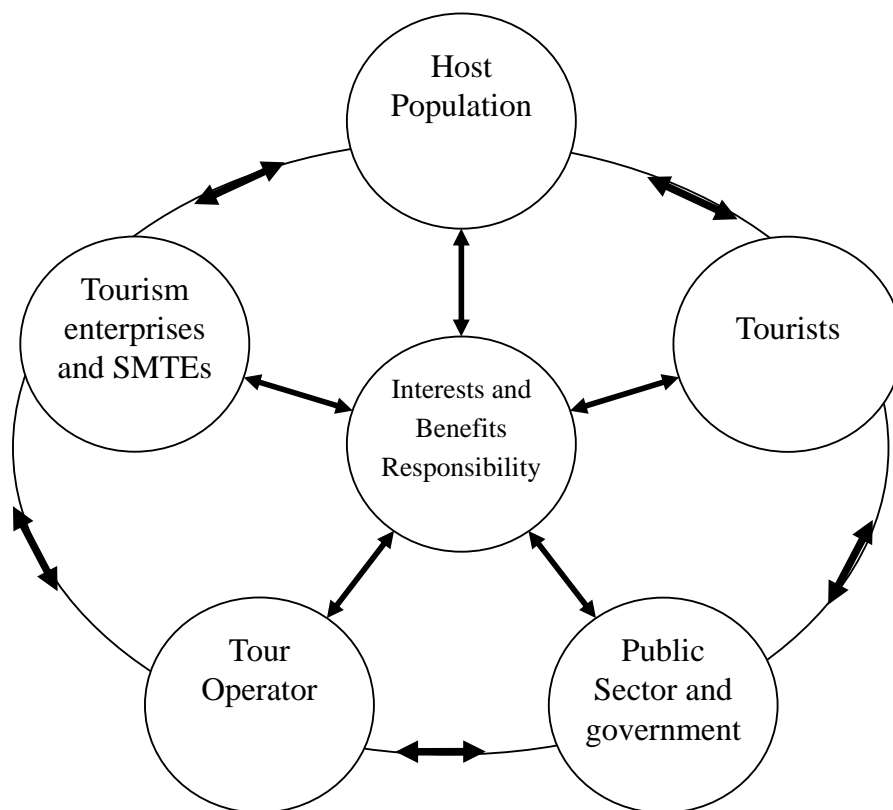 Host
Population
Tourism
enterprises
and SMTEs
Tourists
Interests and
Benefits
Responsibility
Tour
Operator
Public
Sector and
government